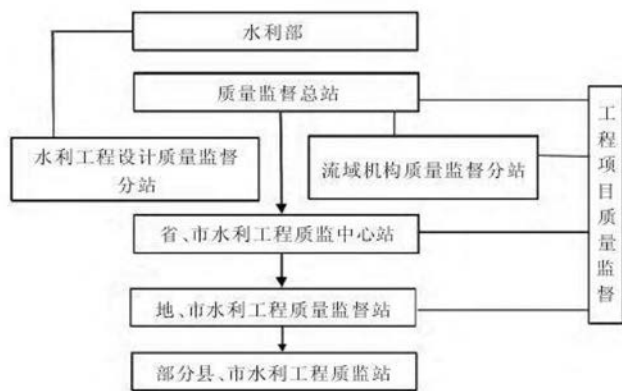 水利部
质量监督总站
水利工程设计质量监督
分站
流域机构质量监督分站
省、市水利工程质监中心站
地、市水利工程质量监督站
部分县、市水利工程质监站
工程项目质量监督